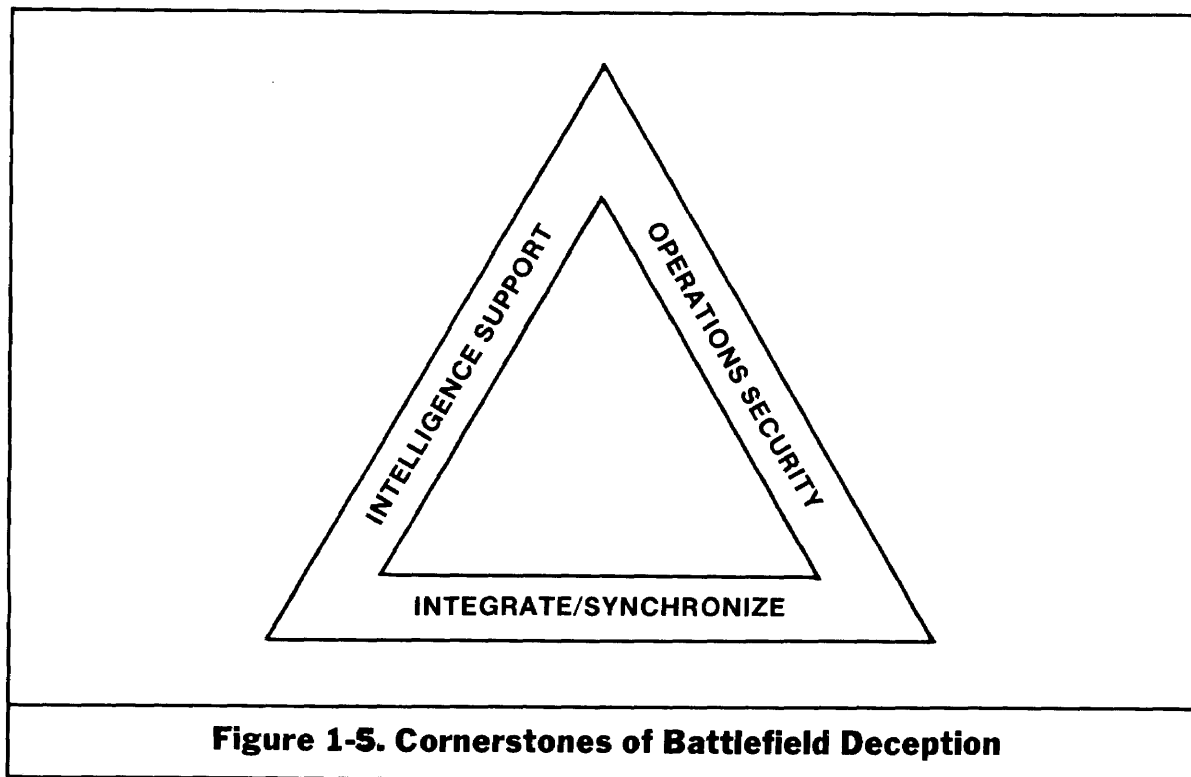 INTELLIGENCE SUPPORT
OPERATIONS SECURITY
INTEGRATE/SYNCHRONIZE
Figure 1-5. Cornerstones of Battlefield Deception